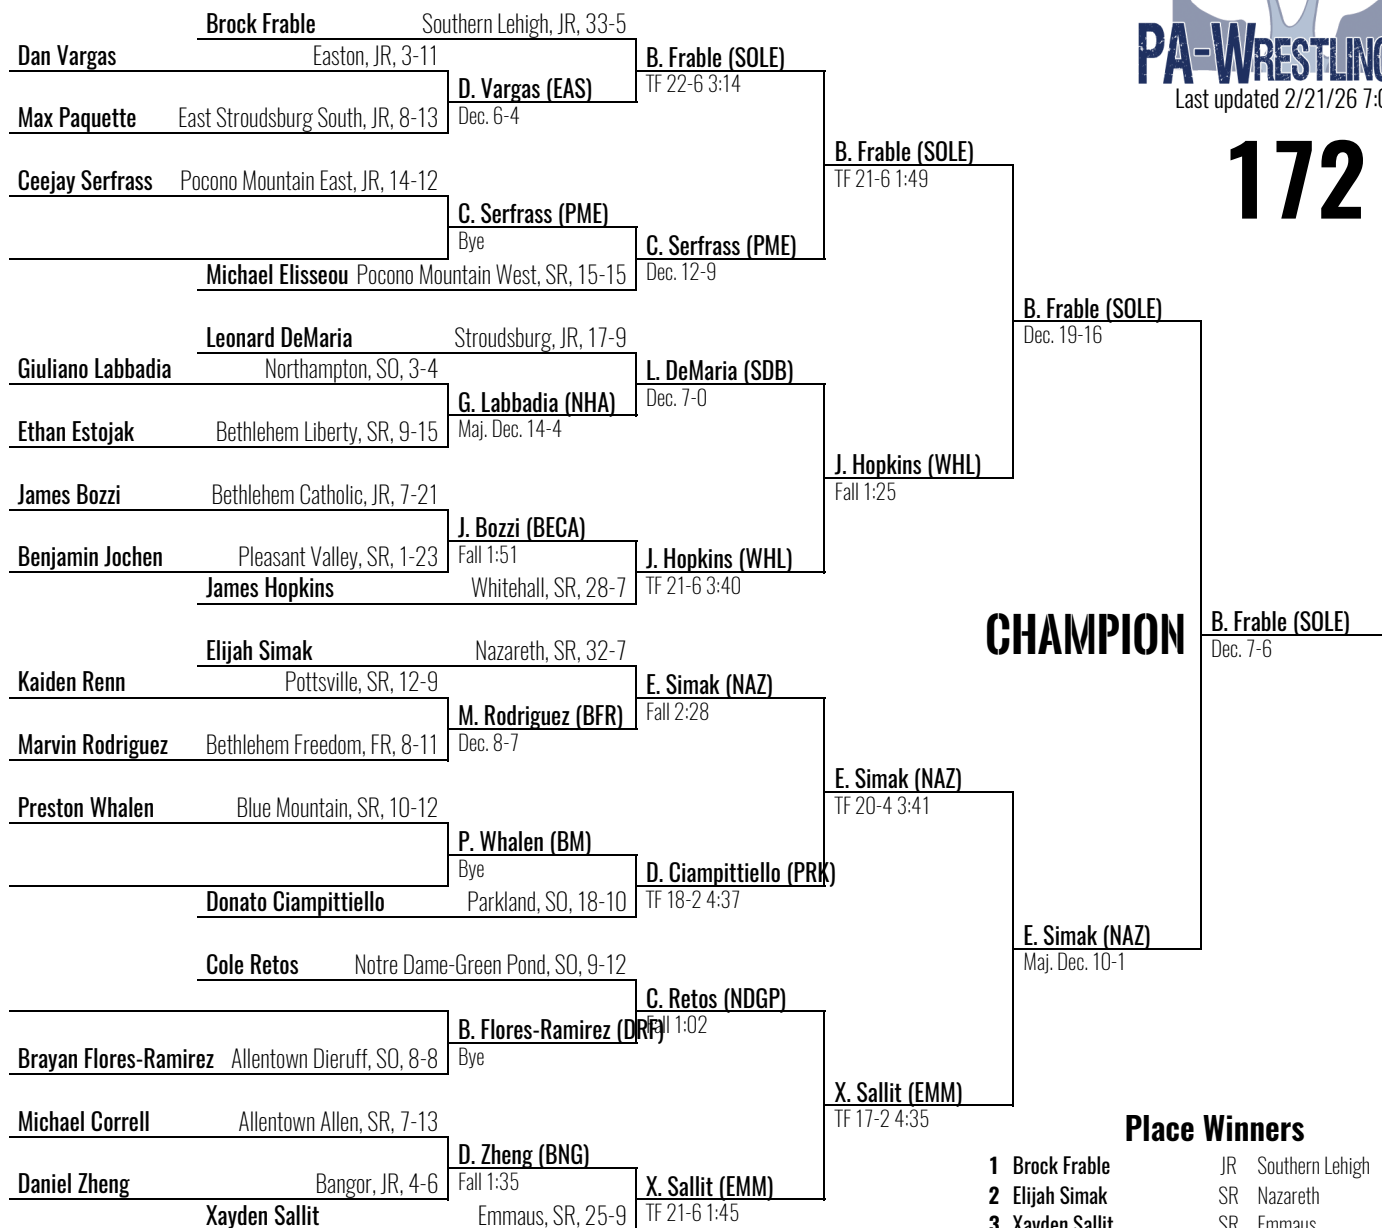 Brock Frable Southern Lehigh, JR, 33-5
Dan Vargas Easton, JR, 3-11
B. Frable (SOLE)
TF 22-6 3:14
D. Vargas (EAS)
Dec. 6-4
Max Paquette East Stroudsburg South, JR, 8-13
PA-WRESTLING
Last updated 2/21/26 7:0
172
B. Frable (SOLE)
TF 21-6 1:49
Ceejay Serfrass Pocono Mountain East, JR, 14-12
C. Serfrass (PME)
Bye
C. Serfrass (PME)
Dec. 12-9
Michael Elisseou Pocono Mountain West, SR, 15-15
B. Frable (SOLE)
Dec. 19-16
Leonard DeMaria Stroudsburg, JR, 17-9
Giuliano Labbadia Northampton, SO, 3-4
L. DeMaria (SDB)
Dec. 7-0
G. Labbadia (NHA)
Maj. Dec. 14-4
Ethan Estojak Bethlehem Liberty, SR, 9-15
J. Hopkins (WHL)
Fall 1:25
James Bozzi Bethlehem Catholic, JR, 7-21
J. Bozzi (BECA)
Fall 1:51
Benjamin Jochen Pleasant Valley, SR, 1-23
J. Hopkins (WHL)
TF 21-6 3:40
James Hopkins Whitehall, SR, 28-7
CHAMPION
B. Frable (SOLE)
Dec. 7-6
Elijah Simak Nazareth, SR, 32-7
Kaiden Renn Pottsville, SR, 12-9
E. Simak (NAZ)
Fall 2:28
M. Rodriguez (BFR)
Dec. 8-7
Marvin Rodriguez Bethlehem Freedom, FR, 8-11
E. Simak (NAZ)
TF 20-4 3:41
Preston Whalen Blue Mountain, SR, 10-12
P. Whalen (BM)
Bye
D. Ciampittiello (PRK)
TF 18-2 4:37
Donato Ciampittiello Parkland, SO, 18-10
E. Simak (NAZ)
Maj. Dec. 10-1
Cole Retos Notre Dame-Green Pond, SO, 9-12
C. Retos (NDGP)
Fall 1:02
B. Flores-Ramirez (DRF)
Bye
Brayan Flores-Ramirez Allentown Dieruff, SO, 8-8
X. Sallit (EMM)
TF 17-2 4:35
Michael Correll Allentown Allen, SR, 7-13
D. Zheng (BNG)
Fall 1:35
Daniel Zheng Bangor, JR, 4-6
X. Sallit (EMM)
TF 21-6 1:45
Xayden Sallit Emmaus, SR, 25-9
Place Winners
1 Brock Frable JR Southern Lehigh
2 Elijah Simak SR Nazareth
3 Xayden Sallit SR Emmaus